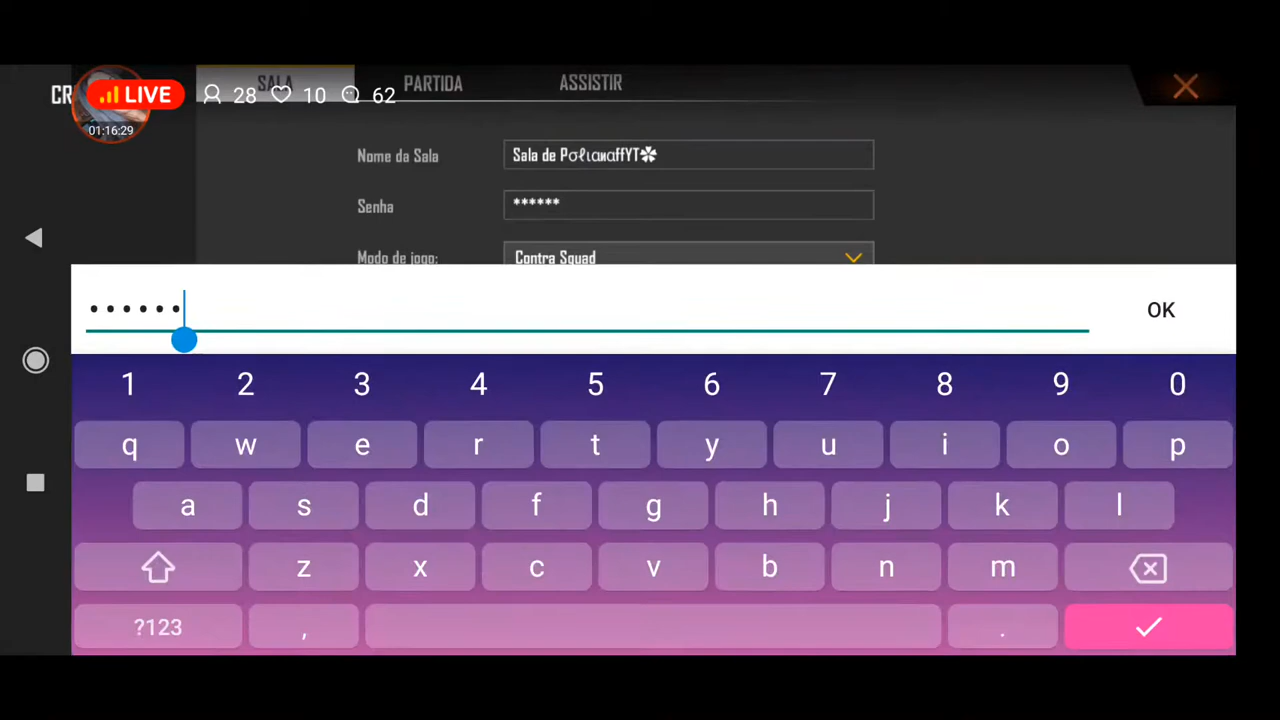 CR
LIVE 28 10 62
01:16:29
SALA PARTIDA ASSISTIR
Nome da Sala Sala de PσℓιαиαffYT✽
Senha ******
Modo de jogo: Contra Squad
•••••• OK
1 2 3 4 5 6 7 8 9 0
q w e r t y u i o p
a s d f g h j k l
z x c v b n m
?123 , .